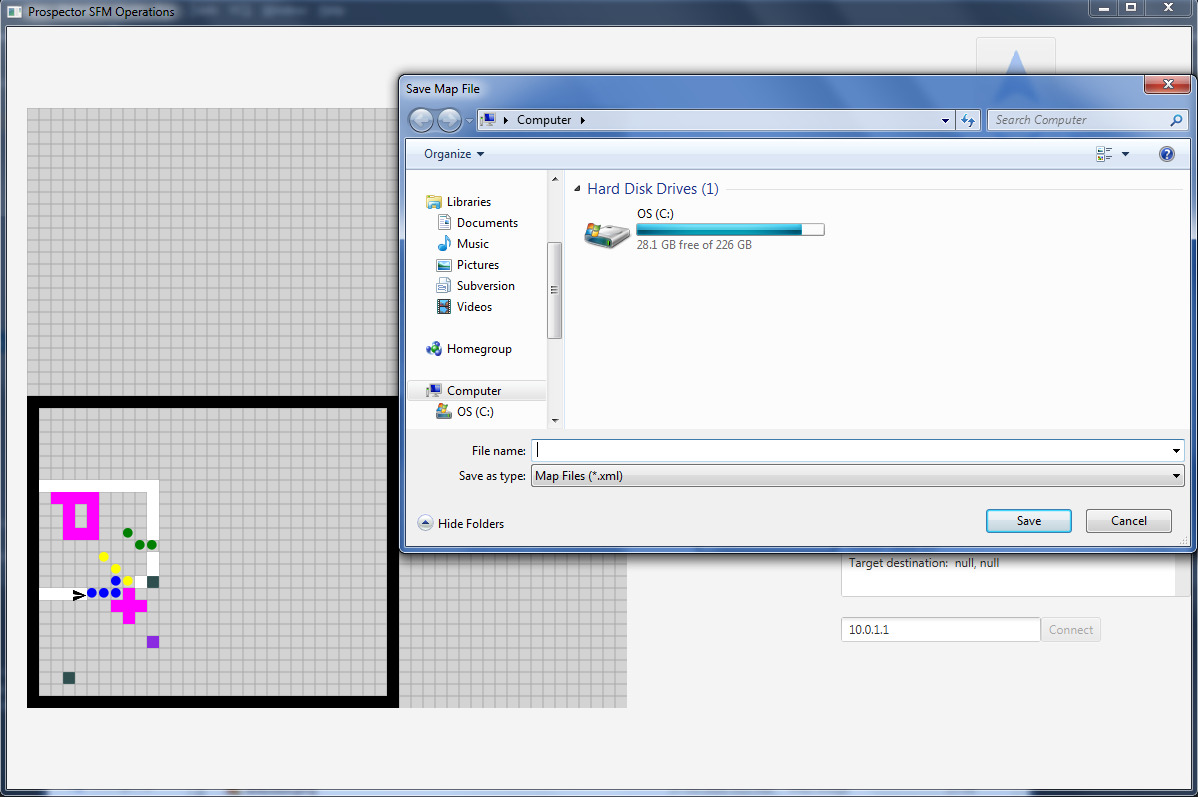 Prospector SFM Operations
Save Map File
Computer
Search Computer
Organize
Libraries
Documents
Music
Pictures
Subversion
Videos
Homegroup
Computer
OS (C:)
Hard Disk Drives (1)
OS (C:)
28.1 GB free of 226 GB
File name:
Save as type: Map Files (*.xml)
Hide Folders
Save Cancel
Target destination: null, null
10.0.1.1 Connect